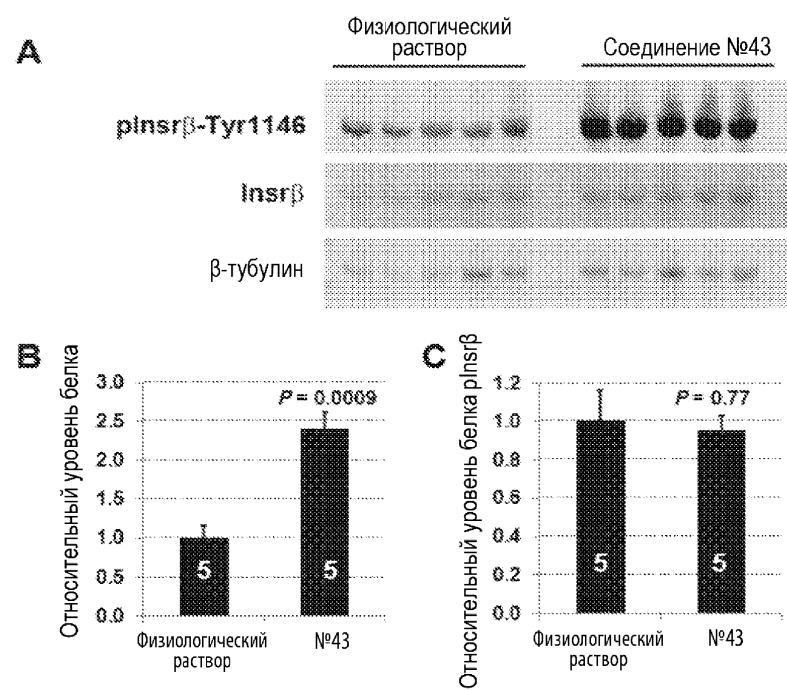 A
Физиологический
раствор
Соединение №43
pInsrβ-Tyr1146
Insrβ
β-тубулин
B
Относительный уровень белка
3.0
2.5
2.0
1.5
1.0
0.5
0.0
P = 0.0009
5
5
Физиологический
раствор
№43
C
Относительный уровень белка pInsrβ
1.2
1.0
0.8
0.6
0.4
0.2
0.0
P = 0.77
5
5
Физиологический
раствор
№43